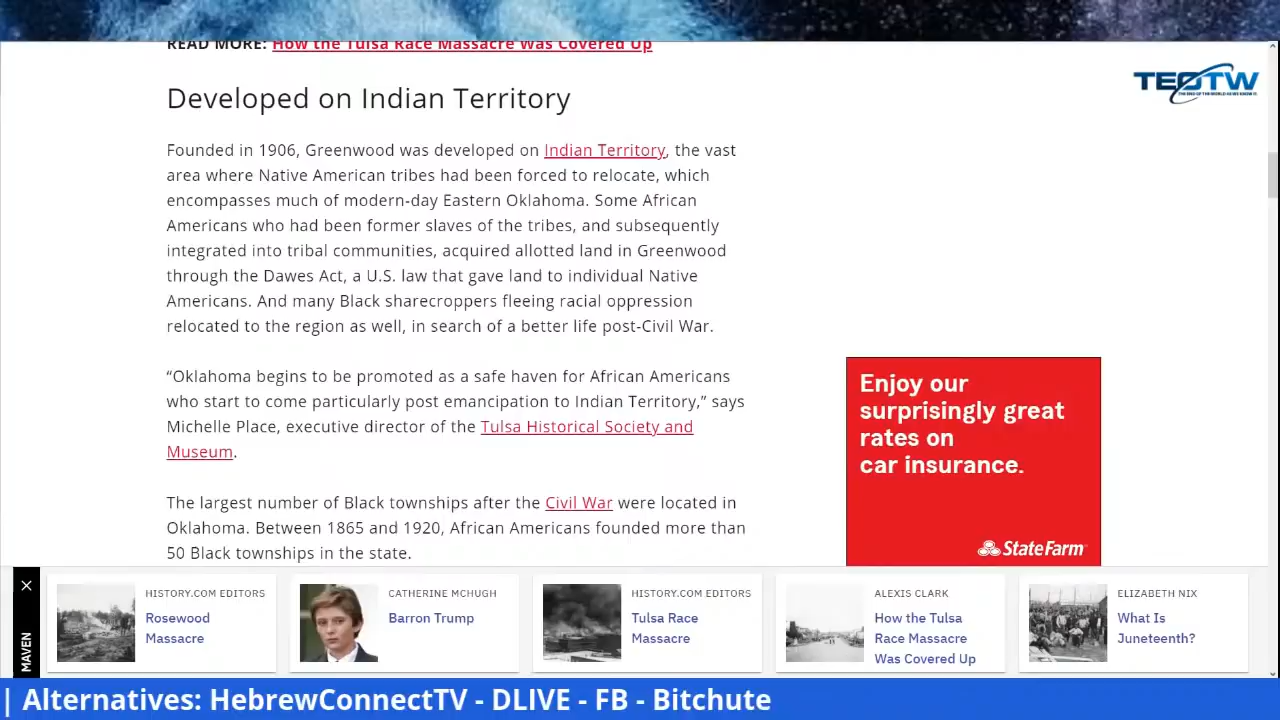 READ MORE: How the Tulsa Race Massacre Was Covered Up
TEOTW
THE END OF THE WORLD AS WE KNOW IT
Developed on Indian Territory
Founded in 1906, Greenwood was developed on Indian Territory, the vast
area where Native American tribes had been forced to relocate, which
encompasses much of modern-day Eastern Oklahoma. Some African
Americans who had been former slaves of the tribes, and subsequently
integrated into tribal communities, acquired allotted land in Greenwood
through the Dawes Act, a U.S. law that gave land to individual Native
Americans. And many Black sharecroppers fleeing racial oppression
relocated to the region as well, in search of a better life post-Civil War.
“Oklahoma begins to be promoted as a safe haven for African Americans
who start to come particularly post emancipation to Indian Territory,” says
Michelle Place, executive director of the Tulsa Historical Society and
Museum.
The largest number of Black townships after the Civil War were located in
Oklahoma. Between 1865 and 1920, African Americans founded more than
50 Black townships in the state.
Enjoy our
surprisingly great
rates on
car insurance.
StateFarm
MAVEN
HISTORY.COM EDITORS
Rosewood
Massacre
CATHERINE MCHUGH
Barron Trump
HISTORY.COM EDITORS
Tulsa Race
Massacre
ALEXIS CLARK
How the Tulsa
Race Massacre
Was Covered Up
ELIZABETH NIX
What Is
Juneteenth?
| Alternatives: HebrewConnectTV - DLIVE - FB - Bitchute